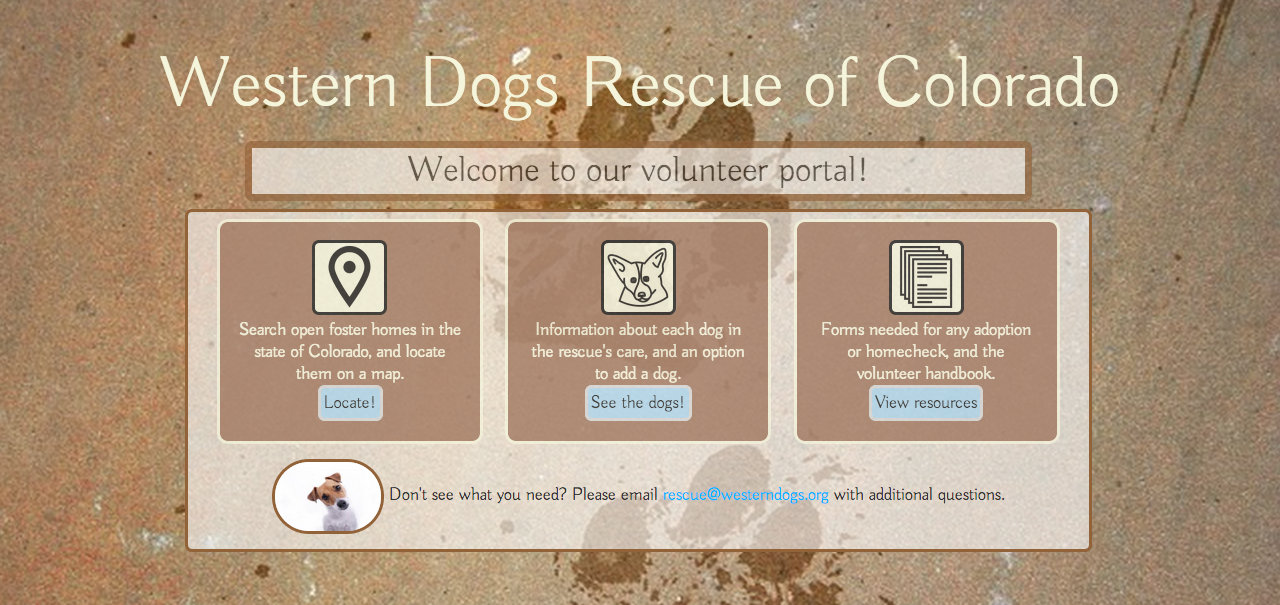 Western Dogs Rescue of Colorado
Welcome to our volunteer portal!
Search open foster homes in the
state of Colorado, and locate
them on a map.
Locate!
Information about each dog in
the rescue's care, and an option
to add a dog.
See the dogs!
Forms needed for any adoption
or homecheck, and the
volunteer handbook.
View resources
Don't see what you need? Please email rescue@westerndogs.org with additional questions.